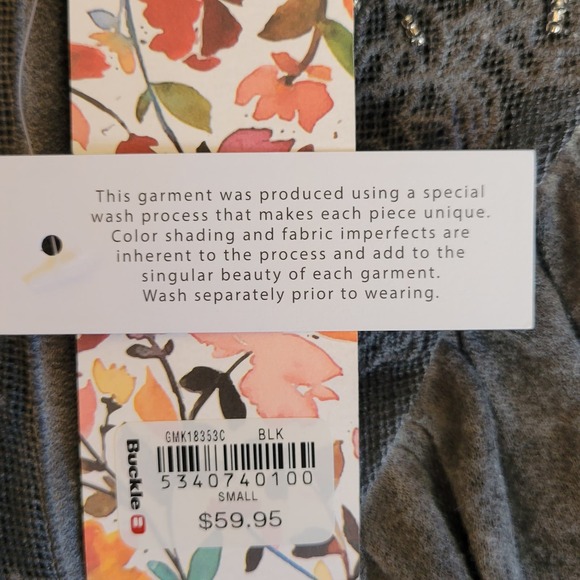 This garment was produced using a special
wash process that makes each piece unique.
Color shading and fabric imperfects are
inherent to the process and add to the
singular beauty of each garment.
Wash separately prior to wearing.
GMK18353C BLK
Buckle B
5340740100
SMALL
$59.95